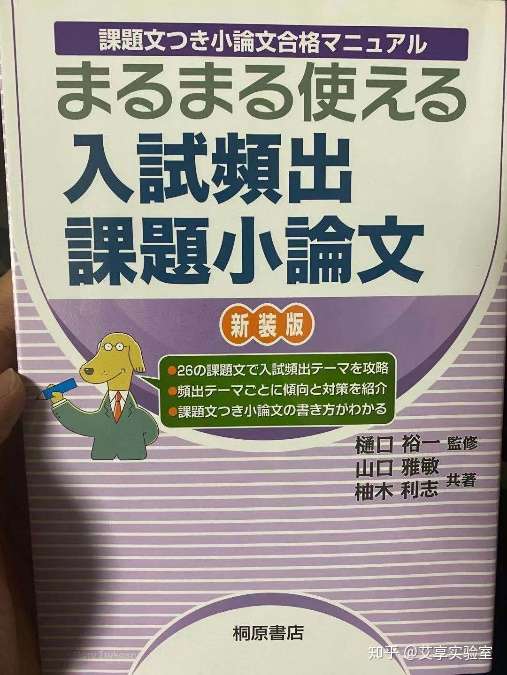 課題文つき小論文合格マニュアル
まるまる使える
入試頻出
課題小論文
新装版
●26の課題文で入試頻出テーマを攻略
●頻出テーマごとに傾向と対策を紹介
●課題文つき小論文の書き方がわかる
樋口 裕一 監修
山口 雅敏
柚木 利志 共著
桐原書店
知乎 @艾享实验室